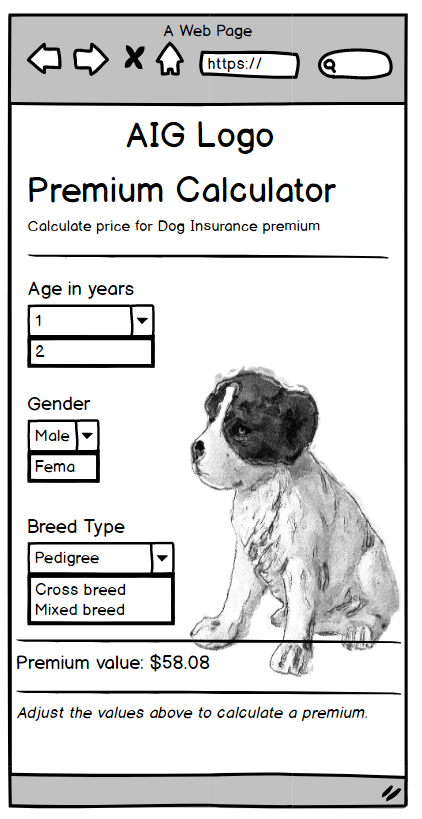 A Web Page
https://
AIG Logo
Premium Calculator
Calculate price for Dog Insurance premium
Age in years
1
2
Gender
Male
Fema
Breed Type
Pedigree
Cross breed
Mixed breed
Premium value: $58.08
Adjust the values above to calculate a premium.